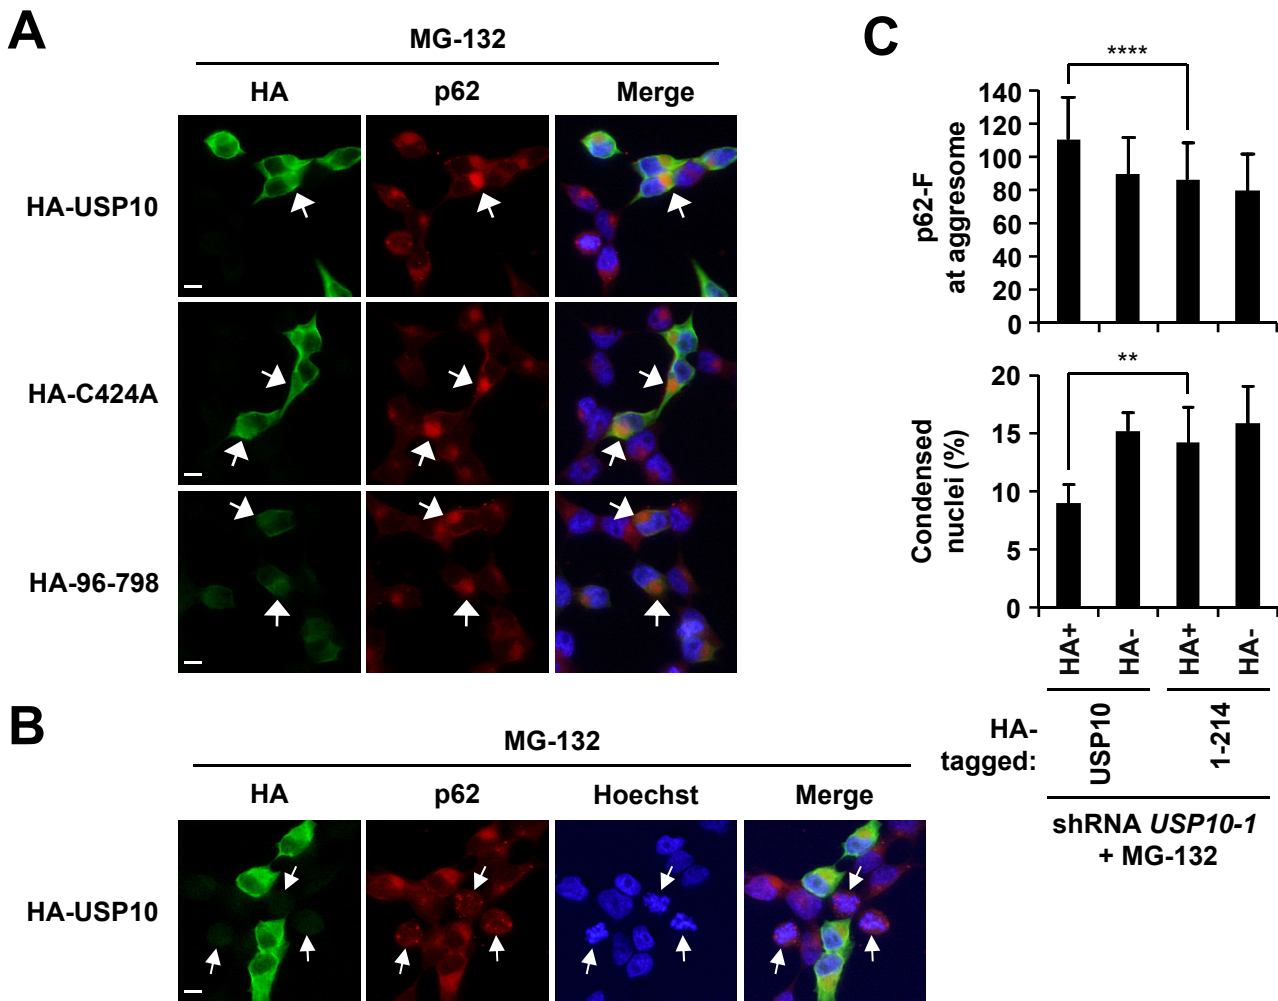 A
MG-132
HA p62 Merge
HA-USP10
HA-C424A
HA-96-798
B
MG-132
HA p62 Hoechst Merge
HA-USP10
C
****
p62-F
at aggresome
140
120
100
80
60
40
20
0
**
Condensed
nuclei (%)
20
15
10
5
0
HA+ HA- HA+ HA-
HA-
tagged:
USP10 1-214
shRNA USP10-1
+ MG-132